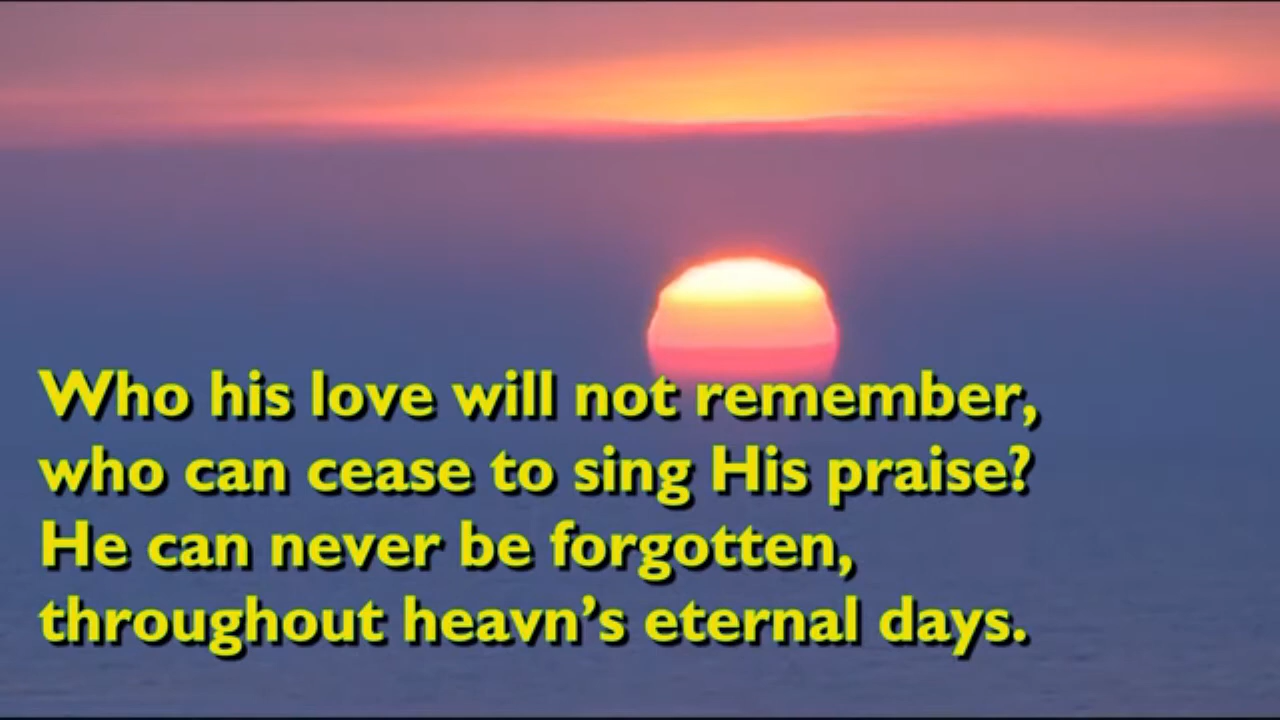 Who his love will not remember,
who can cease to sing His praise?
He can never be forgotten,
throughout heavn’s eternal days.